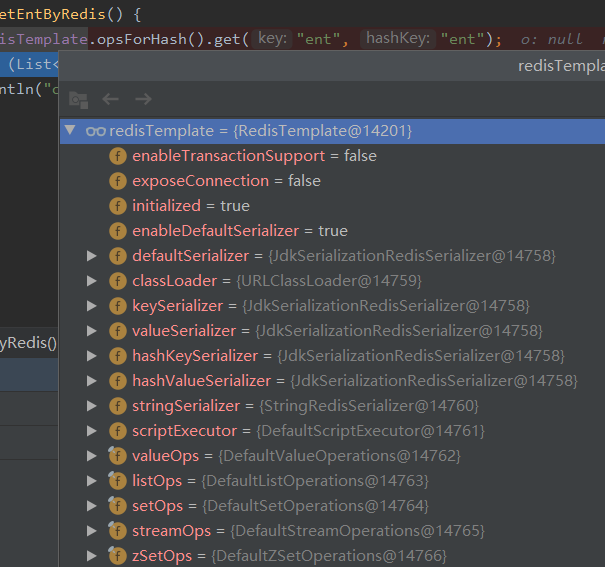 etEntByRedis() {
isTemplate.opsForHash().get( key: "ent", hashKey: "ent"); o: null
(List<
redisTempla
ntln("c
redisTemplate = {RedisTemplate@14201}
enableTransactionSupport = false
exposeConnection = false
initialized = true
enableDefaultSerializer = true
defaultSerializer = {JdkSerializationRedisSerializer@14758}
classLoader = {URLClassLoader@14759}
keySerializer = {JdkSerializationRedisSerializer@14758}
valueSerializer = {JdkSerializationRedisSerializer@14758}
yRedis()
hashKeySerializer = {JdkSerializationRedisSerializer@14758}
hashValueSerializer = {JdkSerializationRedisSerializer@14758}
stringSerializer = {StringRedisSerializer@14760}
scriptExecutor = {DefaultScriptExecutor@14761}
valueOps = {DefaultValueOperations@14762}
listOps = {DefaultListOperations@14763}
setOps = {DefaultSetOperations@14764}
streamOps = {DefaultStreamOperations@14765}
zSetOps = {DefaultZSetOperations@14766}